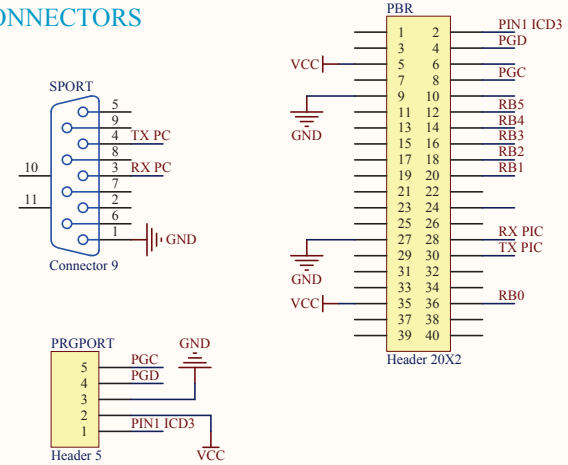 ONNECTORS
SPORT
5
9
4 TX PC
8
10
3 RX PC
7
11
2
6
1
GND
Connector 9
PRGPORT
GND
5 PGC
4 PGD
3
2
1 PIN1 ICD3
VCC
Header 5
PBR
1 2 PIN1 ICD3
3 4 PGD
VCC 5 6
7 8 PGC
9 10
GND
11 12 RB5
13 14 RB4
15 16 RB3
17 18 RB2
19 20 RB1
21 22
23 24
25 26
27 28 RX PIC
29 30 TX PIC
GND
31 32
33 34
VCC 35 36 RB0
37 38
39 40
Header 20X2